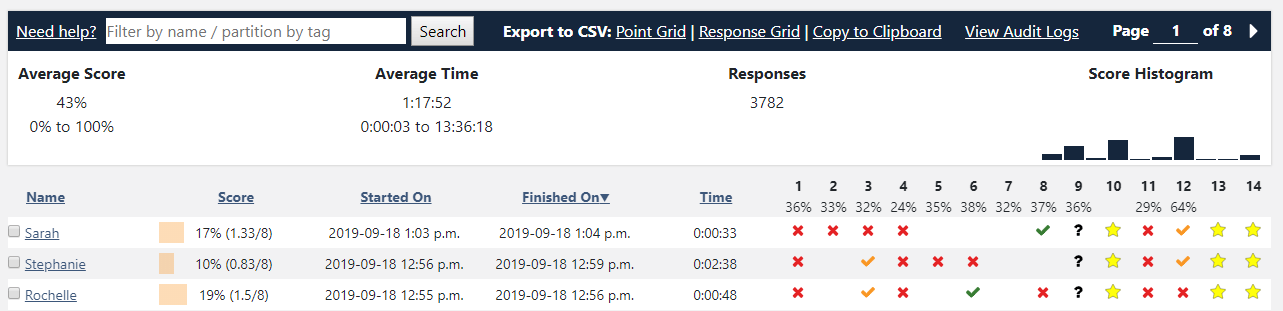 Need help? Filter by name / partition by tag Search Export to CSV: Point Grid | Response Grid | Copy to Clipboard View Audit Logs Page 1 of 8
Average Score Average Time Responses Score Histogram
43% 1:17:52 3782
0% to 100% 0:00:03 to 13:36:18
Name Score Started On Finished On▼ Time 1 2 3 4 5 6 7 8 9 10 11 12 13 14
36% 33% 32% 24% 35% 38% 32% 37% 36% 29% 64%
Sarah 17% (1.33/8) 2019-09-18 1:03 p.m. 2019-09-18 1:04 p.m. 0:00:33 ?
Stephanie 10% (0.83/8) 2019-09-18 12:56 p.m. 2019-09-18 12:59 p.m. 0:02:38 ?
Rochelle 19% (1.5/8) 2019-09-18 12:55 p.m. 2019-09-18 12:56 p.m. 0:00:48 ?